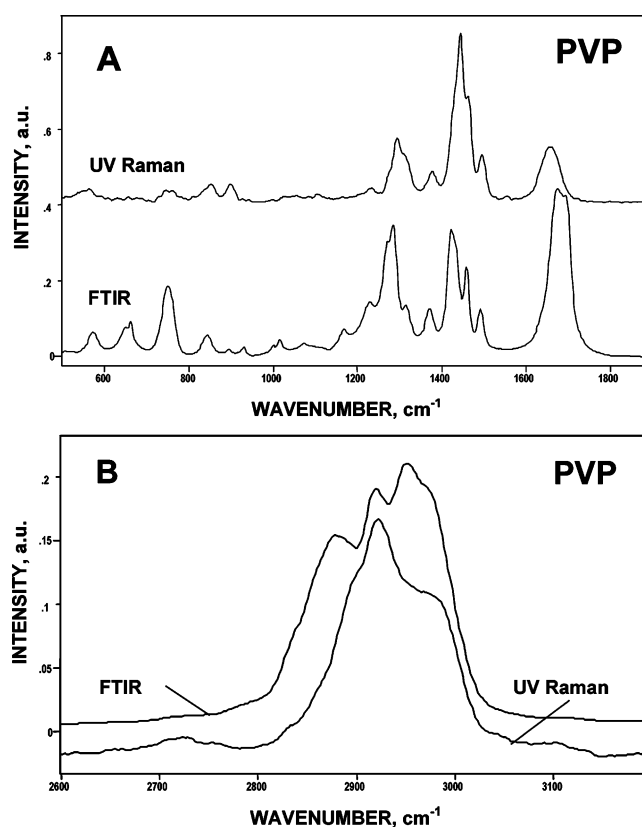 A
PVP
INTENSITY, a.u.
.8
.6
.4
.2
0
UV Raman
FTIR
600 800 1000 1200 1400 1600 1800
WAVENUMBER, cm-1
B
PVP
INTENSITY, a.u.
.2
.15
.1
.05
0
FTIR
UV Raman
2600 2700 2800 2900 3000 3100
WAVENUMBER, cm-1